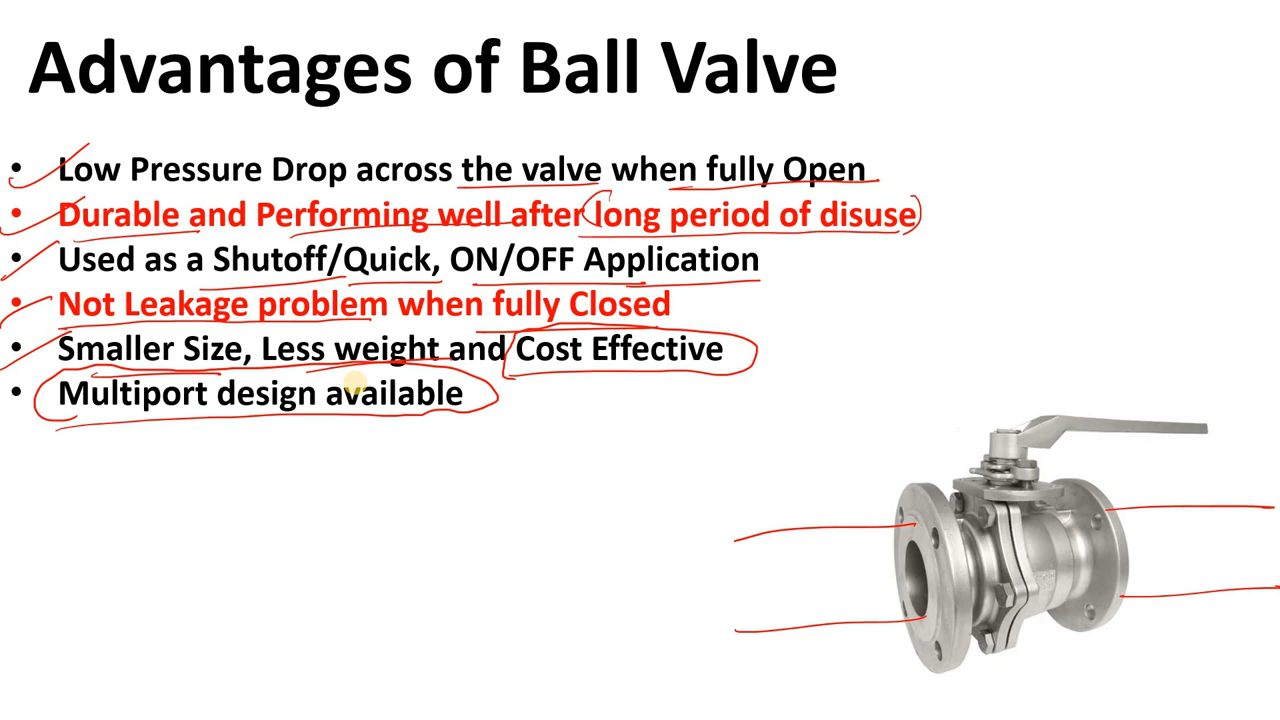 Advantages of Ball Valve
• Low Pressure Drop across the valve when fully Open
• Durable and Performing well after long period of disuse
• Used as a Shutoff/Quick, ON/OFF Application
• Not Leakage problem when fully Closed
• Smaller Size, Less weight and Cost Effective
• Multiport design available